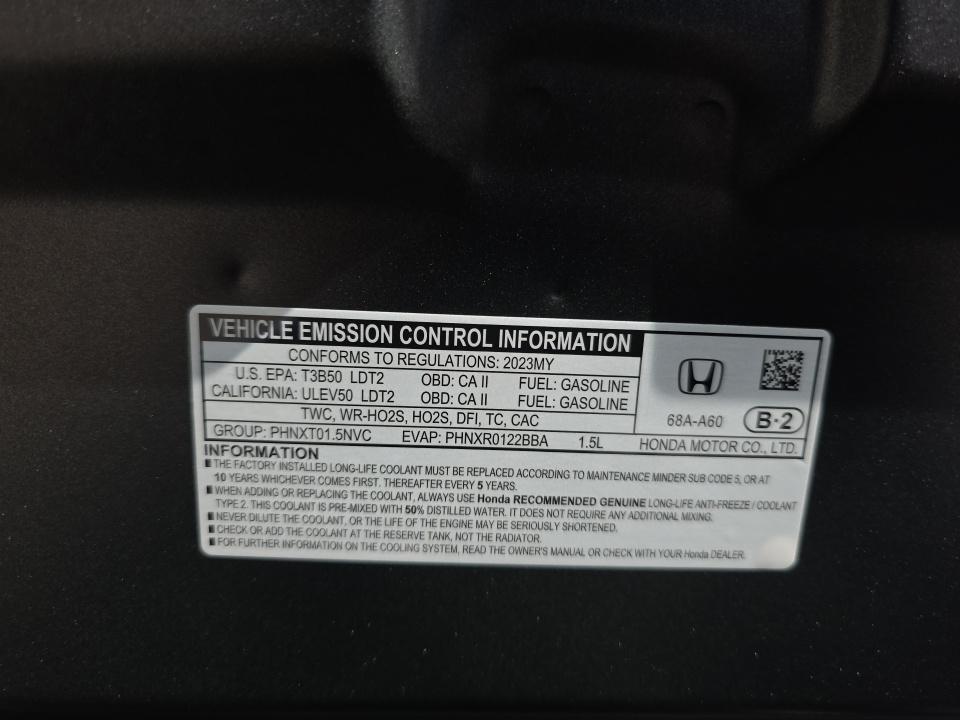 VEHICLE EMISSION CONTROL INFORMATION
CONFORMS TO REGULATIONS: 2023MY
U.S. EPA: T3B50 LDT2 OBD: CA II FUEL: GASOLINE
CALIFORNIA: ULEV50 LDT2 OBD: CA II FUEL: GASOLINE
TWC, WR-HO2S, HO2S, DFI, TC, CAC
68A-A60 B·2
GROUP: PHNXT01.5NVC EVAP: PHNXR0122BBA 1.5L HONDA MOTOR CO., LTD.
INFORMATION
■ THE FACTORY INSTALLED LONG-LIFE COOLANT MUST BE REPLACED ACCORDING TO MAINTENANCE MINDER SUB CODE 5, OR AT
10 YEARS WHICHEVER COMES FIRST. THEREAFTER EVERY 5 YEARS.
■ WHEN ADDING OR REPLACING THE COOLANT, ALWAYS USE Honda RECOMMENDED GENUINE LONG-LIFE ANTI-FREEZE / COOLANT
TYPE 2. THIS COOLANT IS PRE-MIXED WITH 50% DISTILLED WATER. IT DOES NOT REQUIRE ANY ADDITIONAL MIXING.
■ NEVER DILUTE THE COOLANT, OR THE LIFE OF THE ENGINE MAY BE SERIOUSLY SHORTENED.
■ CHECK OR ADD THE COOLANT AT THE RESERVE TANK, NOT THE RADIATOR.
■ FOR FURTHER INFORMATION ON THE COOLING SYSTEM, READ THE OWNER'S MANUAL OR CHECK WITH YOUR Honda DEALER.